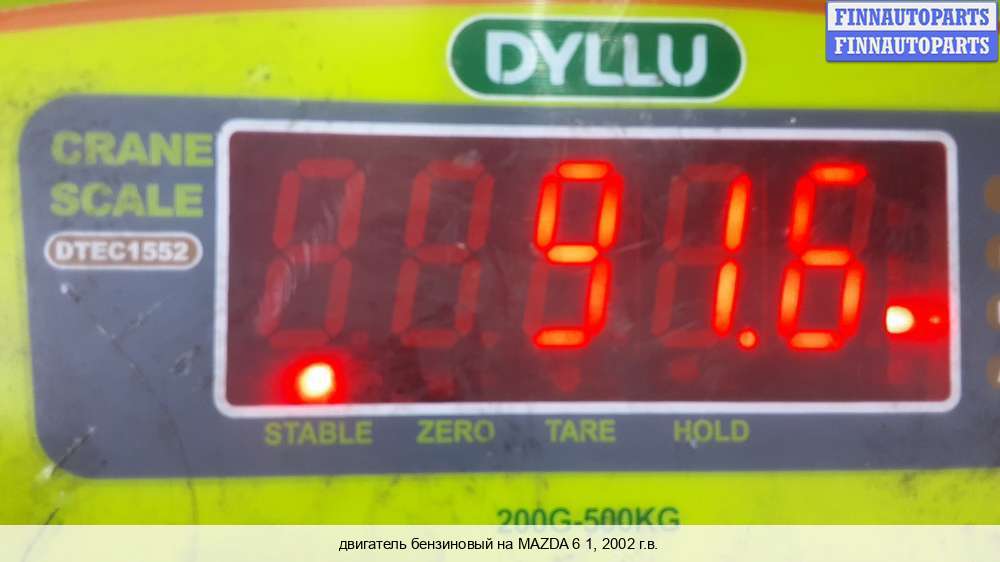 FINNAUTOPARTS
FINNAUTOPARTS
DYLLU
CRANE
SCALE
DTEC1552
91.6
STABLE ZERO TARE HOLD
200G-500KG
двигатель бензиновый на MAZDA 6 1, 2002 г.в.